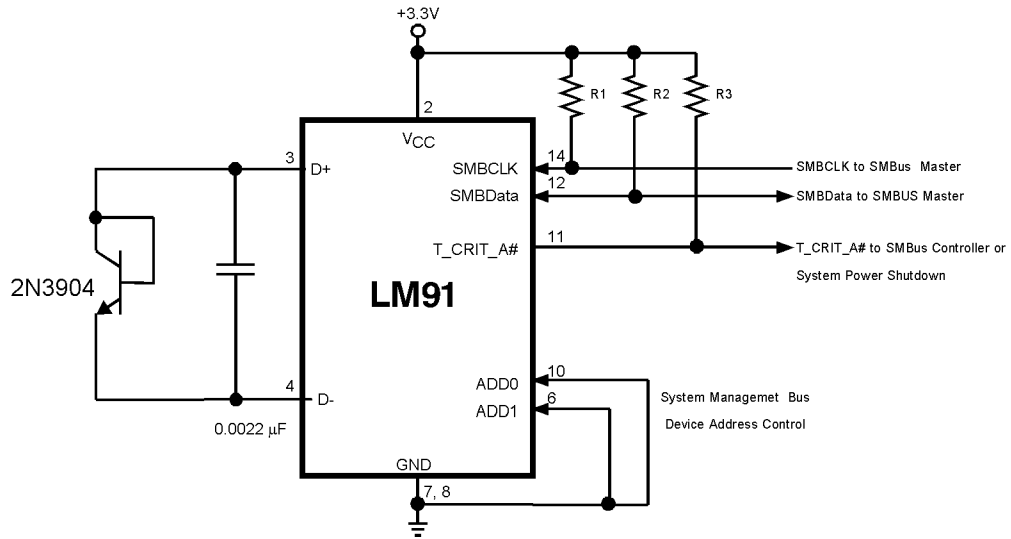 +3.3V
R1
R2
R3
2
VCC
3
D+
SMBCLK
14
SMBCLK to SMBus Master
SMBData
12
SMBData to SMBUS Master
T_CRIT_A#
11
T_CRIT_A# to SMBus Controller or
System Power Shutdown
2N3904
LM91
4
D-
0.0022 µF
ADD0
10
ADD1
6
System Managemet Bus
Device Address Control
GND
7, 8